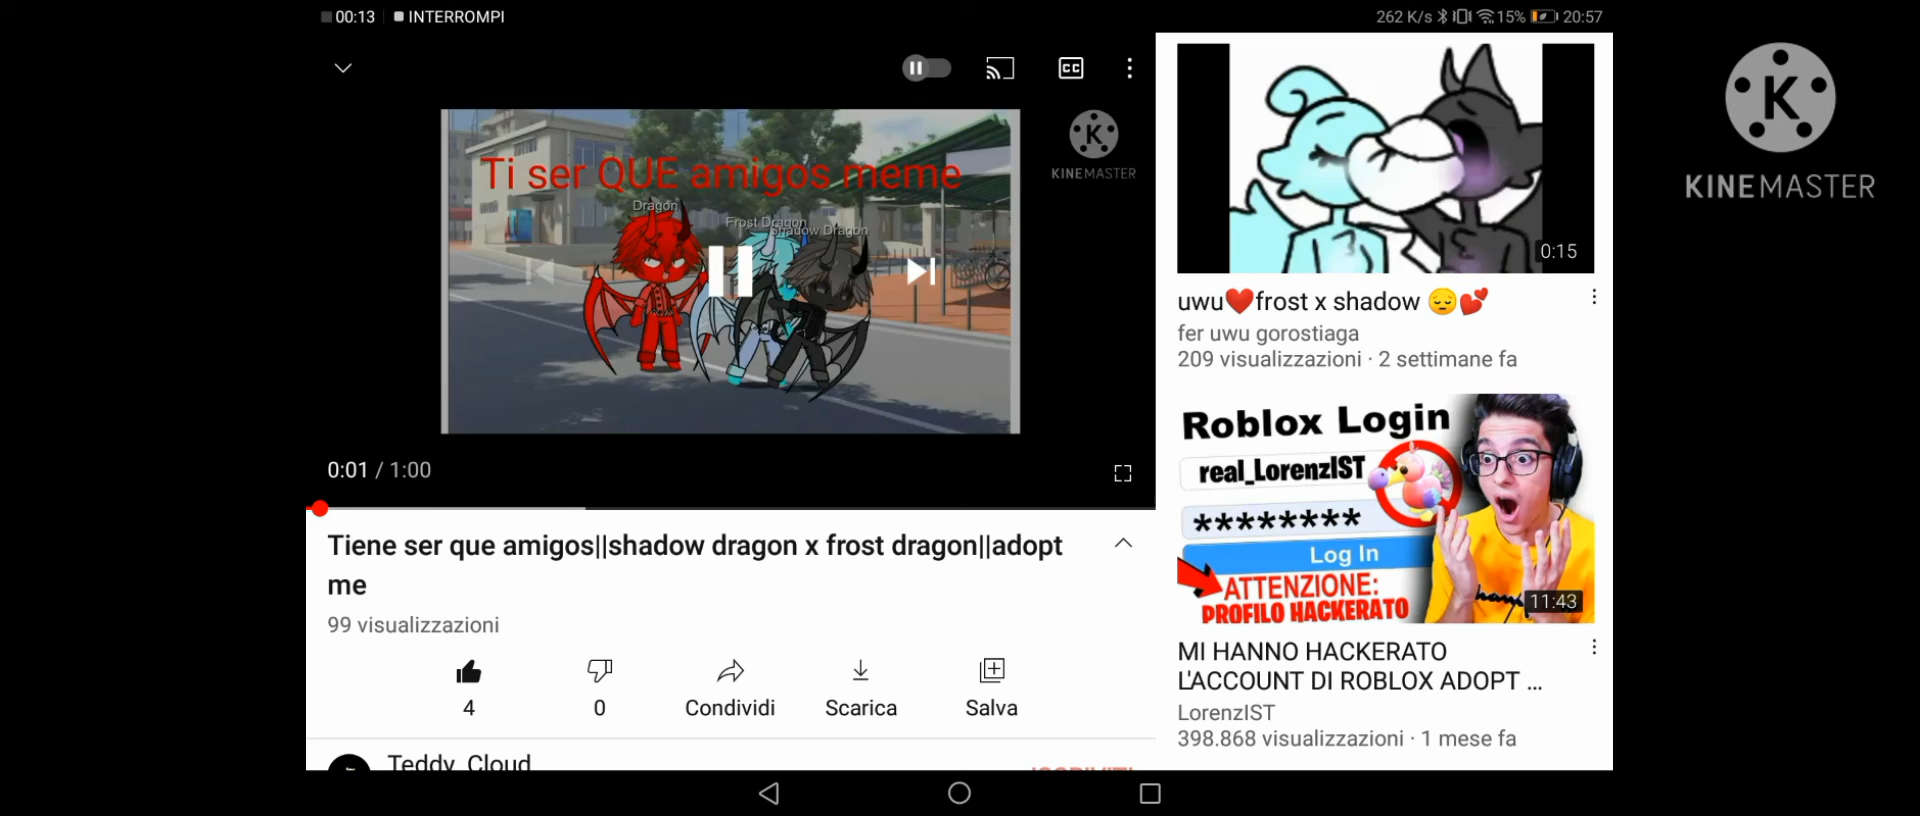 00:13 INTERROMPI
262 K/s 15% 20:57
CC
K
KINEMASTER
Ti ser QUE amigos meme
Dragon
Frost Dragon
Shadow Dragon
0:01 / 1:00
Tiene ser que amigos||shadow dragon x frost dragon||adopt
me
99 visualizzazioni
4
0
Condividi
Scarica
Salva
Teddy Cloud
ISCRIVITI
0:15
uwu❤️frost x shadow 😔💕
fer uwu gorostiaga
209 visualizzazioni · 2 settimane fa
Roblox Login
real_LorenzIST
********
Log In
ATTENZIONE:
PROFILO HACKERATO
11:43
MI HANNO HACKERATO
L'ACCOUNT DI ROBLOX ADOPT ...
LorenzIST
398.868 visualizzazioni · 1 mese fa
K
KINEMASTER